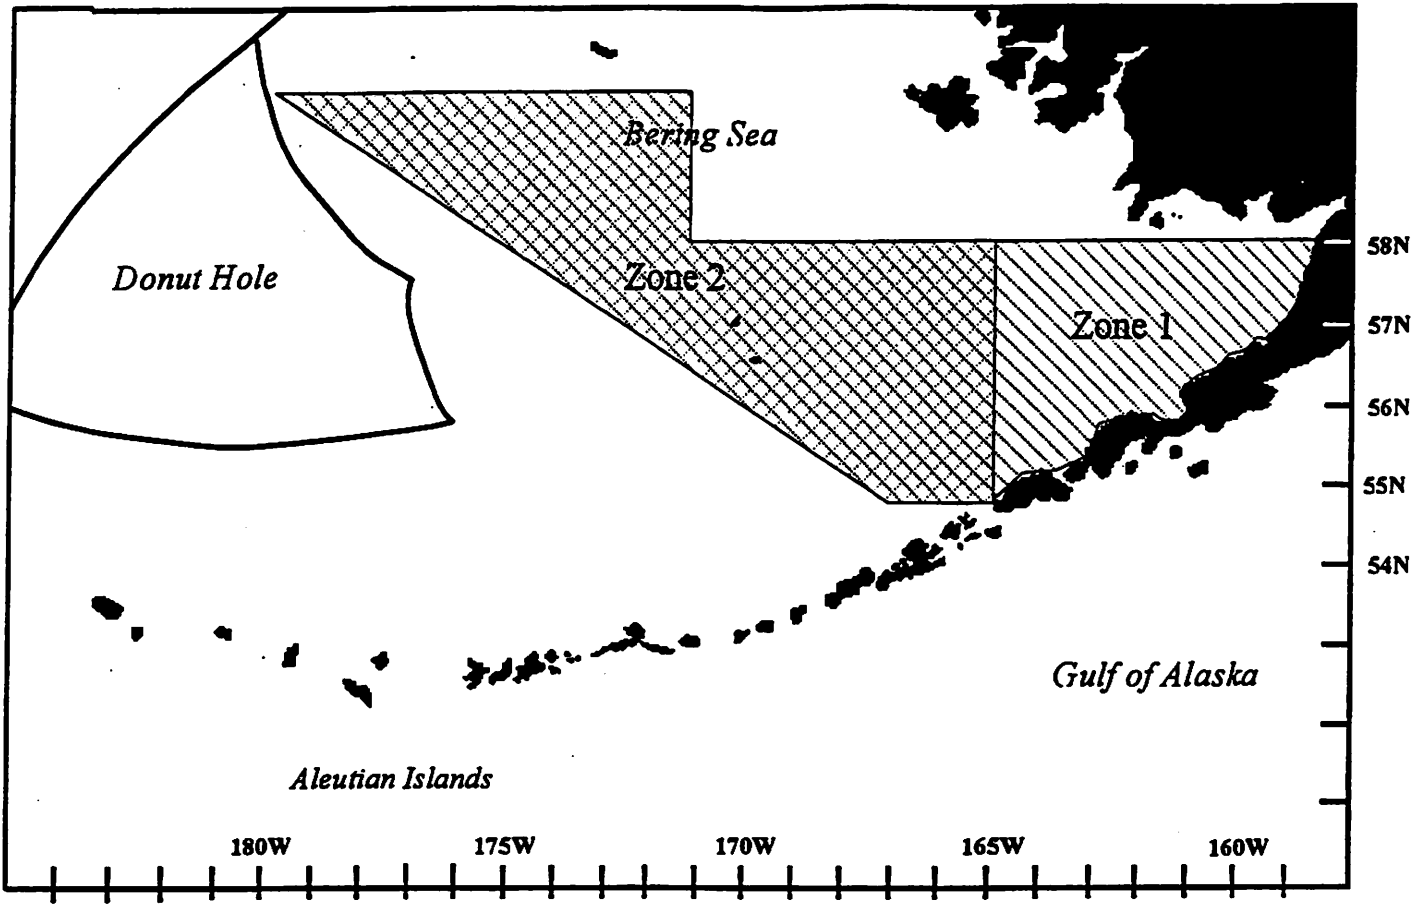 Bering Sea
58N
Donut Hole
Zone 2
Zone 1
57N
56N
55N
54N
Gulf of Alaska
Aleutian Islands
180W 175W 170W 165W 160W